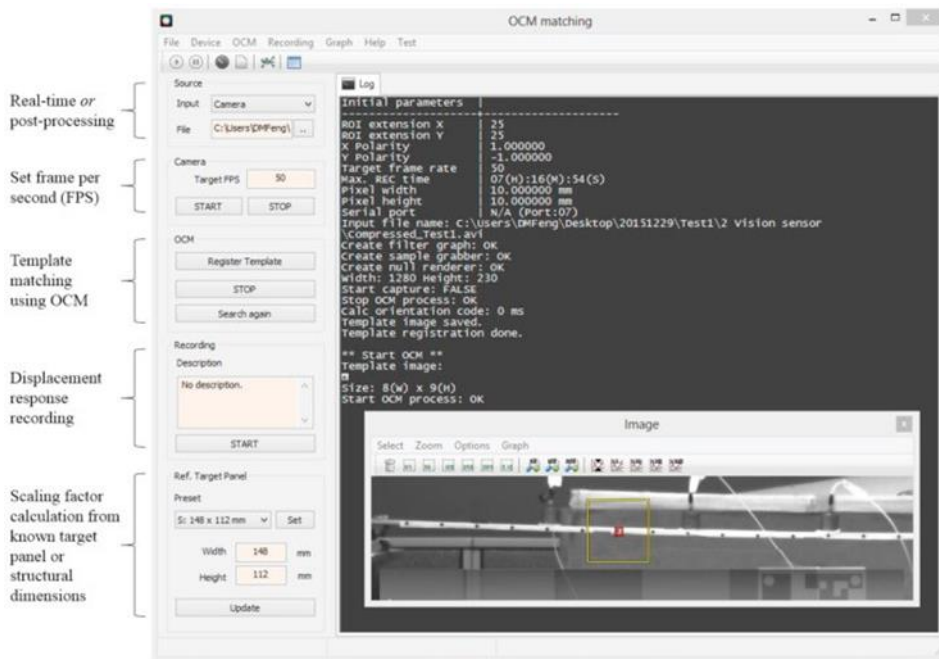 OCM matching
File Device OCM Recording Graph Help Test
Real-time or
post-processing
Set frame per
second (FPS)
Template
matching
using OCM
Displacement
response
recording
Scaling factor
calculation from
known target
panel or
structural
dimensions
Source
Input Camera
File C:\Users\DMFeng\ ..
Camera
Target FPS 50
START STOP
OCM
Register Template
STOP
Search again
Recording
Description
No description.
START
Ref. Target Panel
Preset
S: 148 x 112 mm Set
Width 148 mm
Height 112 mm
Update
Log
Initial parameters |
--------------------+--------------------
ROI extension X | 25
ROI extension Y | 25
X Polarity | 1.000000
Y Polarity | -1.000000
Target frame rate | 50
Max. REC time | 07(H):16(M):54(S)
Pixel width | 10.000000 mm
Pixel height | 10.000000 mm
Serial port | N/A (Port:07)
Input file name: C:\Users\DMFeng\Desktop\20151229\Test1\2 Vision sensor
\Compressed_Test1.avi
Create filter graph: OK
Create sample grabber: OK
Create null renderer: OK
Width: 1280 Height: 230
Start capture: FALSE
Stop OCM process: OK
Calc orientation code: 0 ms
Template image saved.
Template registration done.
** Start OCM **
Template image:
Size: 8(W) x 9(H)
Start OCM process: OK
Image
Select Zoom Options Graph